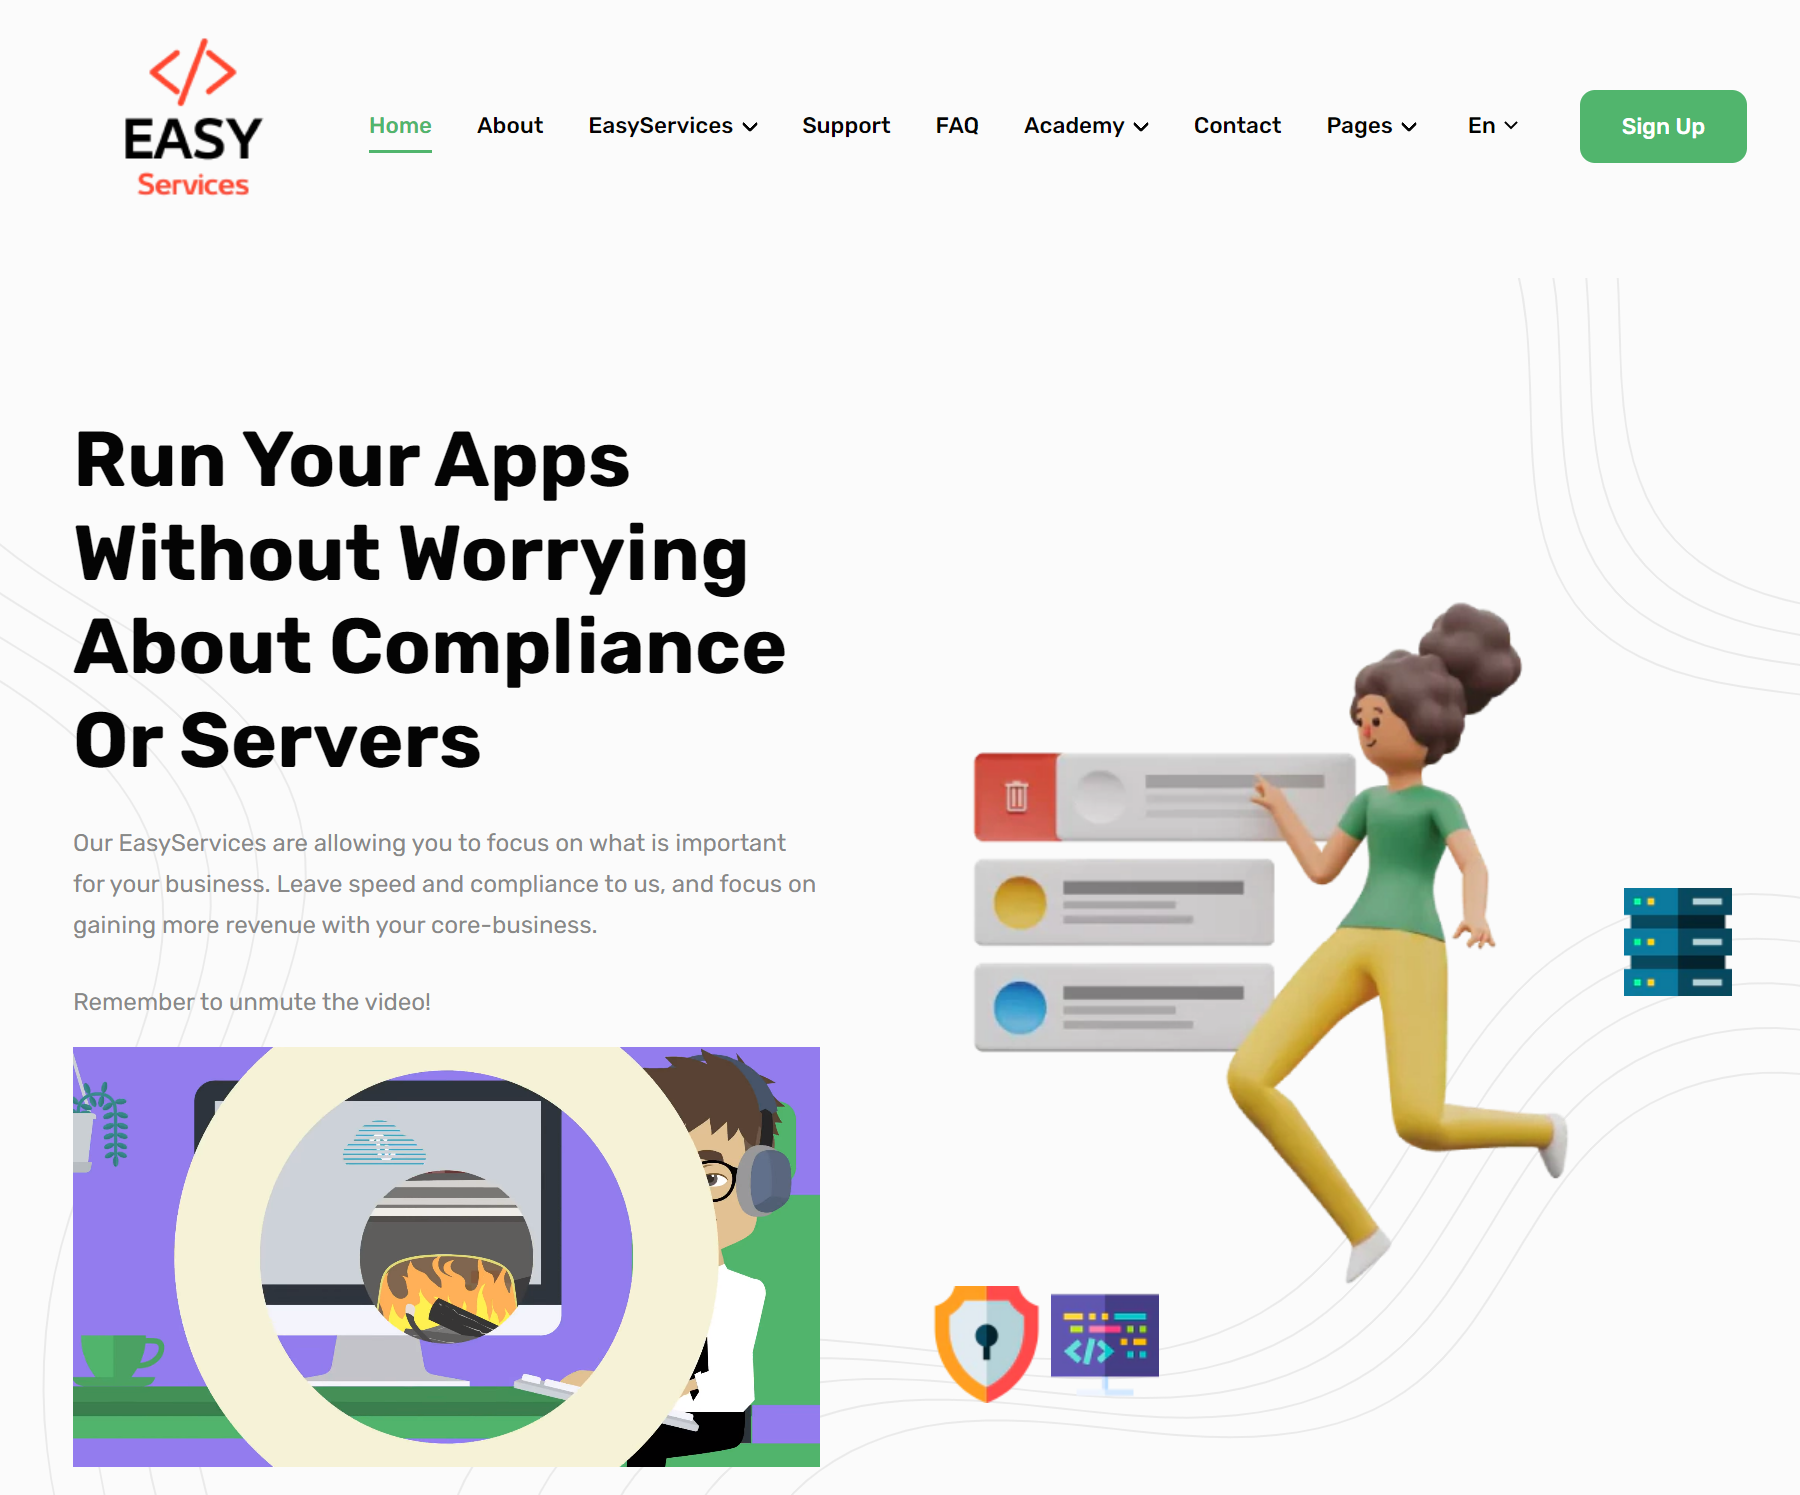 </>
EASY
Services
Home About EasyServices Support FAQ Academy Contact Pages En Sign Up
Run Your Apps
Without Worrying
About Compliance
Or Servers
Our EasyServices are allowing you to focus on what is important
for your business. Leave speed and compliance to us, and focus on
gaining more revenue with your core-business.
Remember to unmute the video!
</>